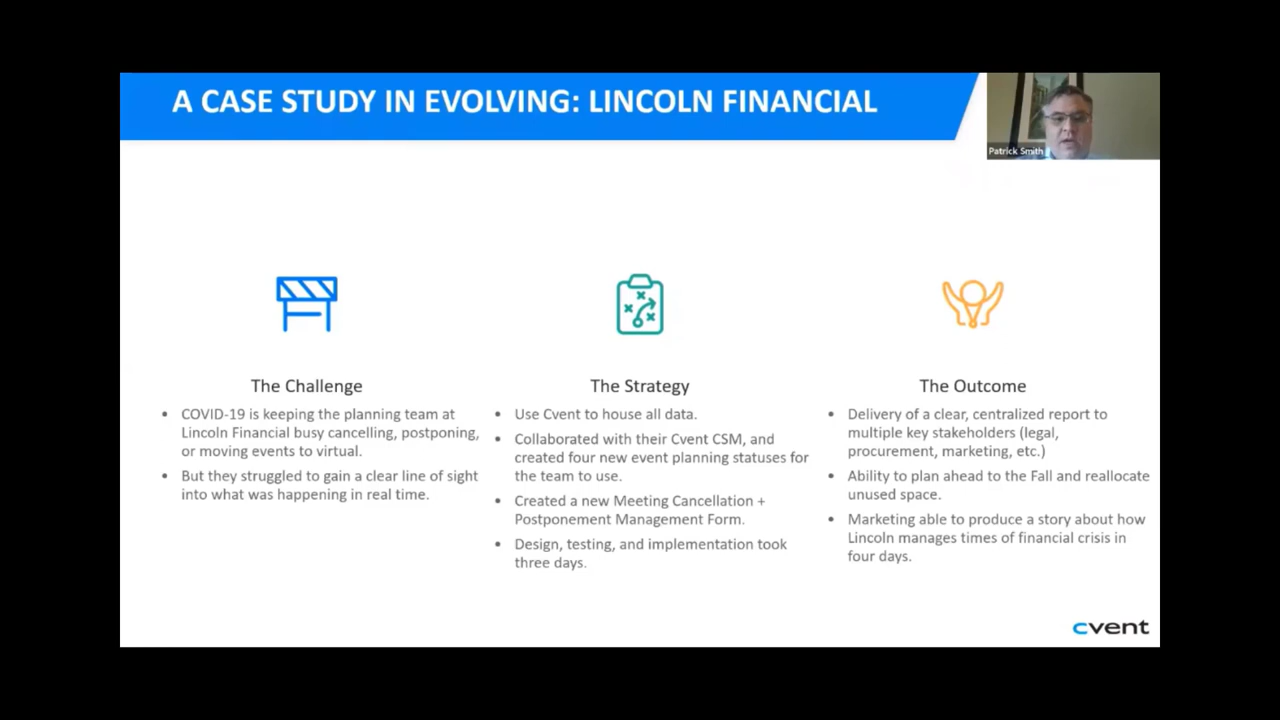 A CASE STUDY IN EVOLVING: LINCOLN FINANCIAL
Patrick Smith
The Challenge
• COVID-19 is keeping the planning team at
Lincoln Financial busy cancelling, postponing,
or moving events to virtual.
• But they struggled to gain a clear line of sight
into what was happening in real time.
The Strategy
• Use Cvent to house all data.
• Collaborated with their Cvent CSM, and
created four new event planning statuses for
the team to use.
• Created a new Meeting Cancellation +
Postponement Management Form.
• Design, testing, and implementation took
three days.
The Outcome
• Delivery of a clear, centralized report to
multiple key stakeholders (legal,
procurement, marketing, etc.)
• Ability to plan ahead to the Fall and reallocate
unused space.
• Marketing able to produce a story about how
Lincoln manages times of financial crisis in
four days.
cvent